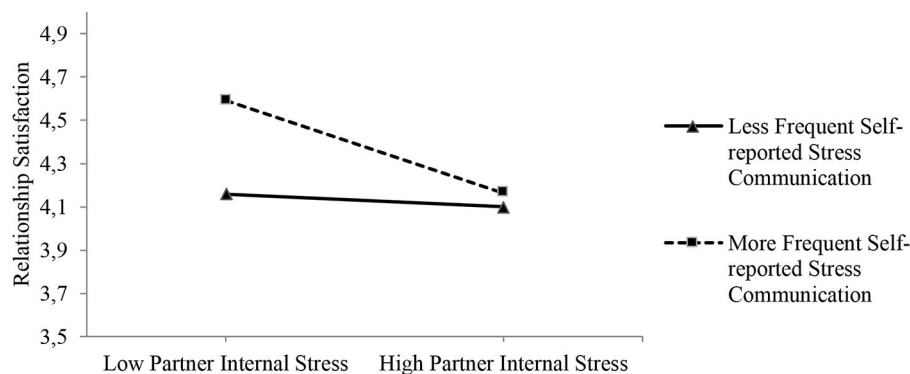 4,9
4,7
4,5
4,3
4,1
3,9
3,7
3,5
Relationship Satisfaction
Low Partner Internal Stress
High Partner Internal Stress
Less Frequent Self-
reported Stress
Communication
More Frequent Self-
reported Stress
Communication